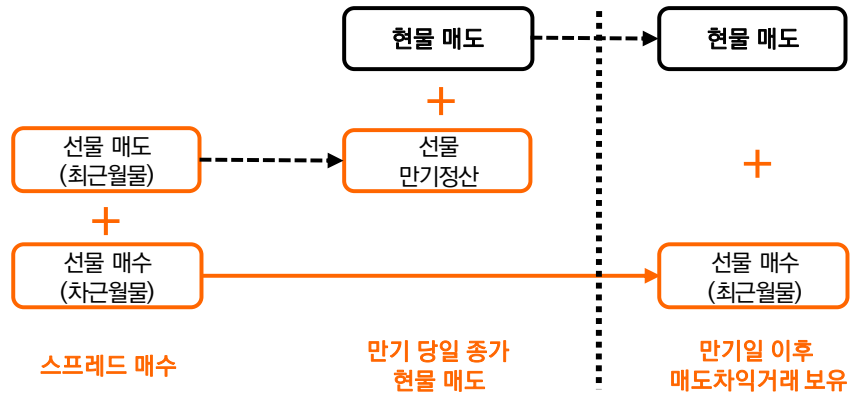 현물 매도
현물 매도
+
선물 매도
(최근월물)
선물
만기정산
+
+
선물 매수
(차근월물)
선물 매수
(최근월물)
스프레드 매수
만기 당일 종가
현물 매도
만기일 이후
매도차익거래 보유